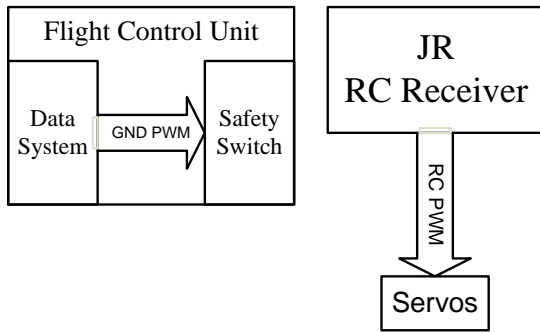 Flight Control Unit
Data
System
GND PWM
Safety
Switch
JR
RC Receiver
RC PWM
Servos